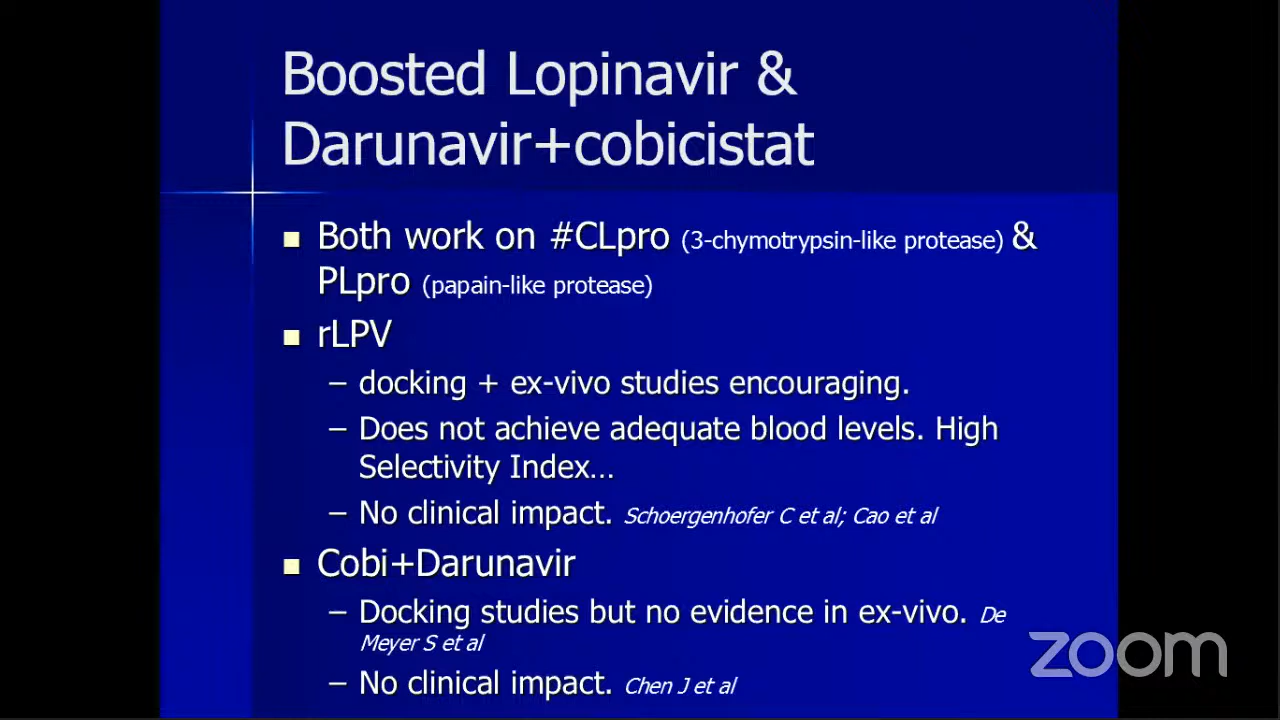 Boosted Lopinavir &
Darunavir+cobicistat
Both work on #CLpro (3-chymotrypsin-like protease) &
PLpro (papain-like protease)
rLPV
– docking + ex-vivo studies encouraging.
– Does not achieve adequate blood levels. High
Selectivity Index...
– No clinical impact. Schoergenhofer C et al; Cao et al
Cobi+Darunavir
– Docking studies but no evidence in ex-vivo. De
Meyer S et al
– No clinical impact. Chen J et al
zoom